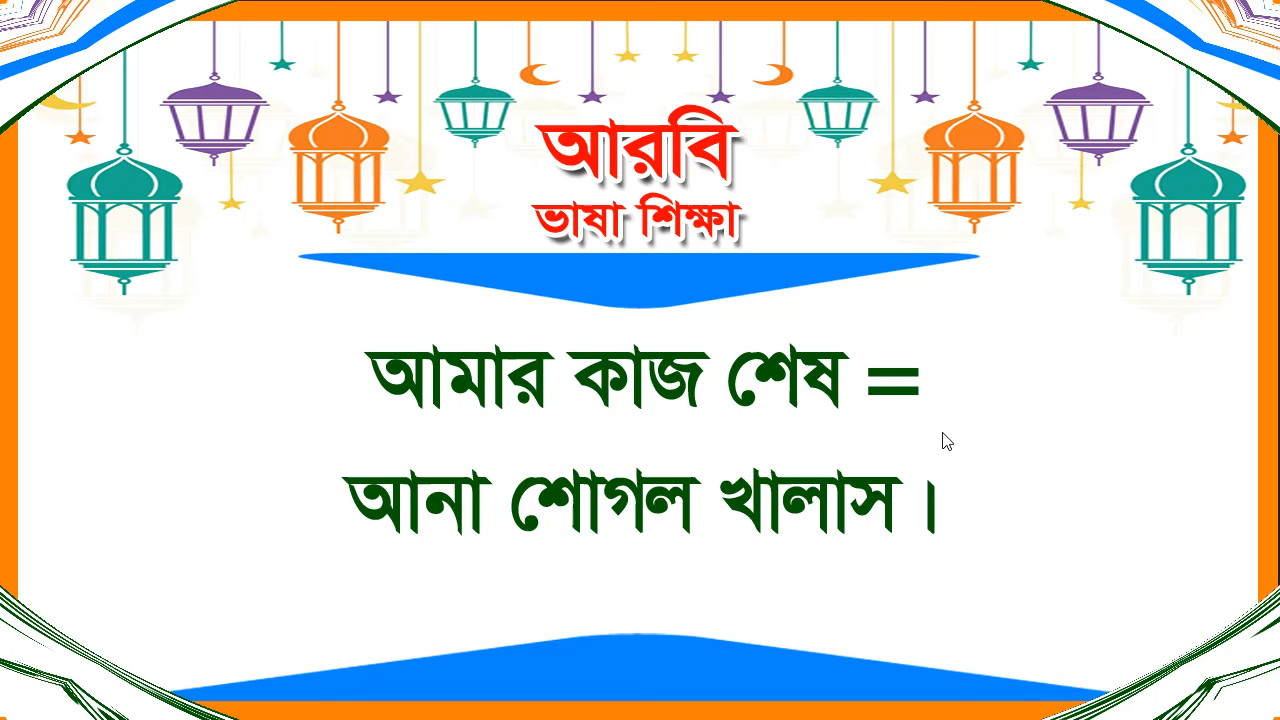 আরবি
ভাষা শিক্ষা
আমার কাজ শেষ =
আনা শোগল খালাস।